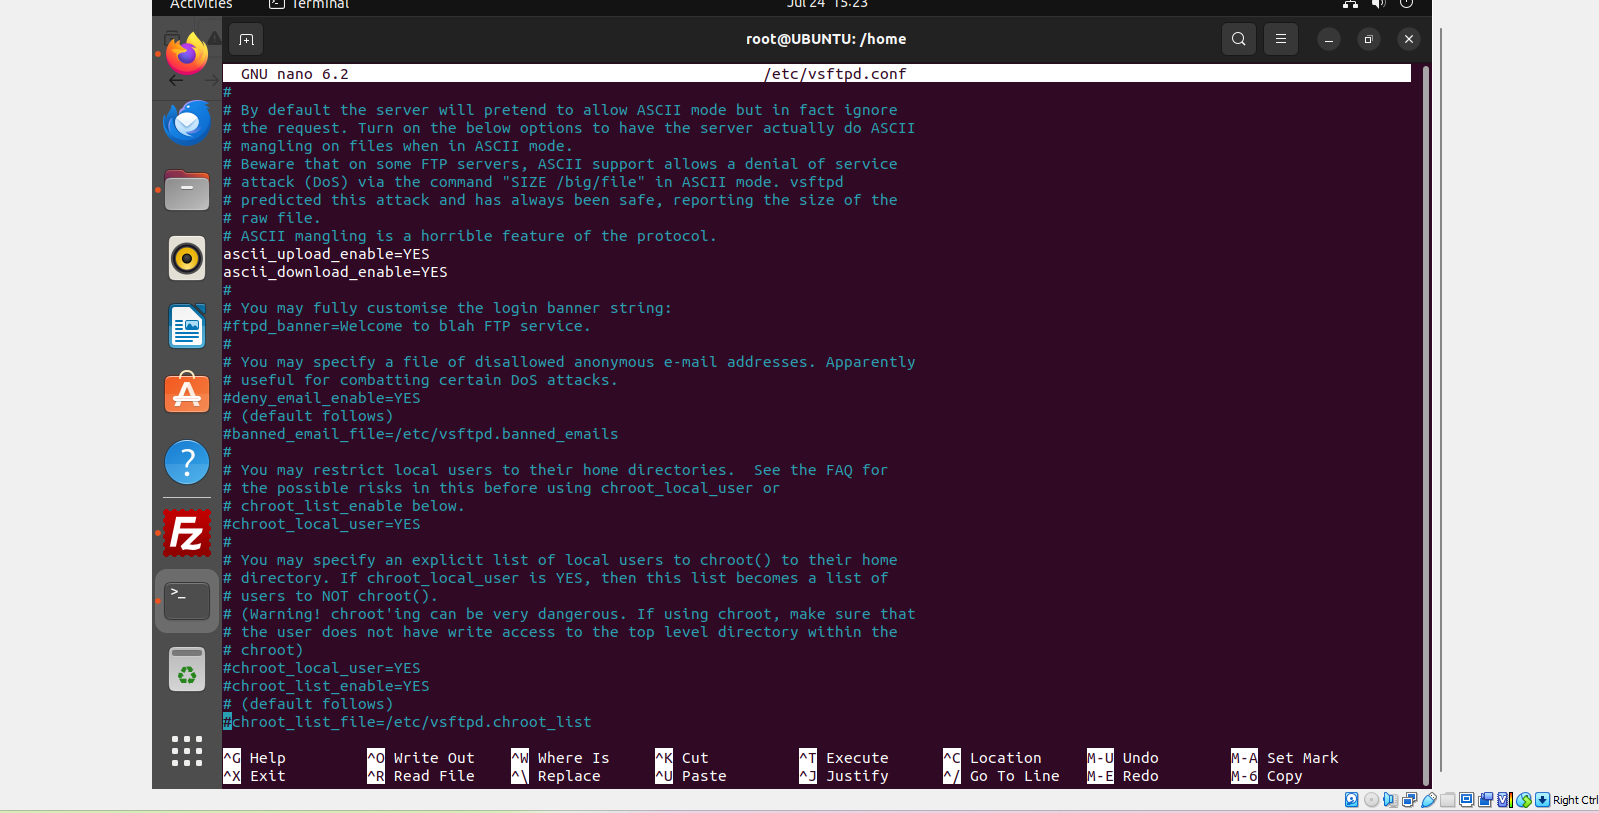 Activities Terminal Jul 24 15:23
root@UBUNTU: /home
GNU nano 6.2 /etc/vsftpd.conf
#
# By default the server will pretend to allow ASCII mode but in fact ignore
# the request. Turn on the below options to have the server actually do ASCII
# mangling on files when in ASCII mode.
# Beware that on some FTP servers, ASCII support allows a denial of service
# attack (DoS) via the command "SIZE /big/file" in ASCII mode. vsftpd
# predicted this attack and has always been safe, reporting the size of the
# raw file.
# ASCII mangling is a horrible feature of the protocol.
ascii_upload_enable=YES
ascii_download_enable=YES
#
# You may fully customise the login banner string:
#ftpd_banner=Welcome to blah FTP service.
#
# You may specify a file of disallowed anonymous e-mail addresses. Apparently
# useful for combatting certain DoS attacks.
#deny_email_enable=YES
# (default follows)
#banned_email_file=/etc/vsftpd.banned_emails
#
# You may restrict local users to their home directories.  See the FAQ for
# the possible risks in this before using chroot_local_user or
# chroot_list_enable below.
#chroot_local_user=YES
#
# You may specify an explicit list of local users to chroot() to their home
# directory. If chroot_local_user is YES, then this list becomes a list of
# users to NOT chroot().
# (Warning! chroot'ing can be very dangerous. If using chroot, make sure that
# the user does not have write access to the top level directory within the
# chroot)
#chroot_local_user=YES
#chroot_list_enable=YES
# (default follows)
#chroot_list_file=/etc/vsftpd.chroot_list
^G Help ^O Write Out ^W Where Is ^K Cut ^T Execute ^C Location M-U Undo M-A Set Mark
^X Exit ^R Read File ^\ Replace ^U Paste ^J Justify ^/ Go To Line M-E Redo M-6 Copy
Right Ctrl